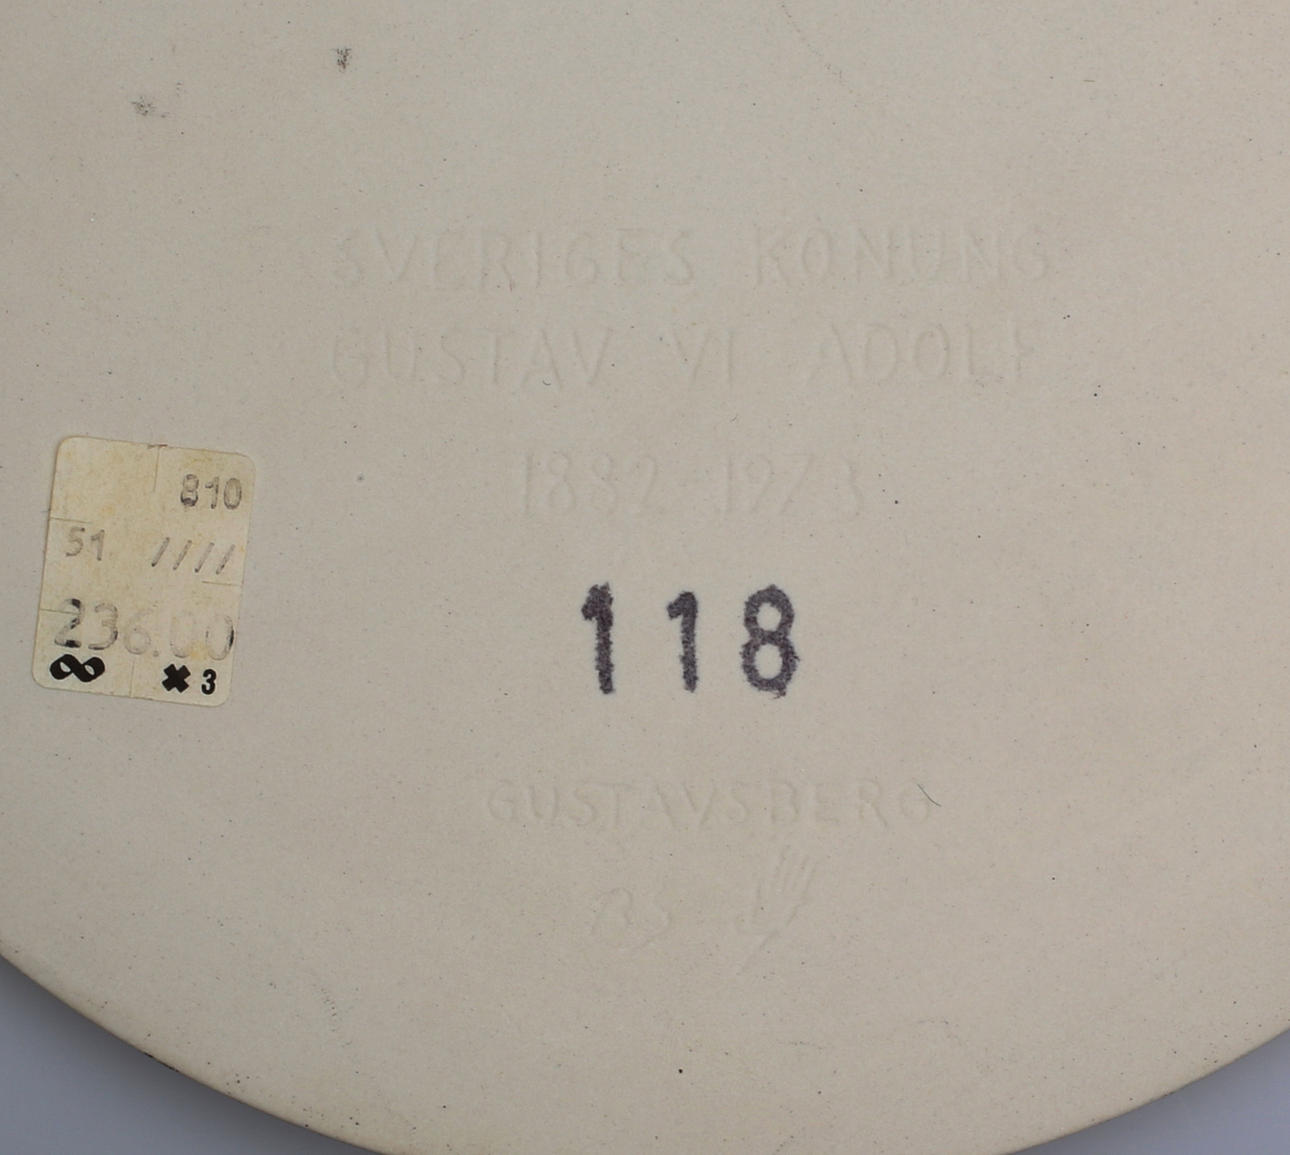 SVERIGES KONUNG
GUSTAV VI ADOLF
1882-1973
810
51 ////
236.00
∞ ✖ 3
118
GUSTAVSBERG
BS